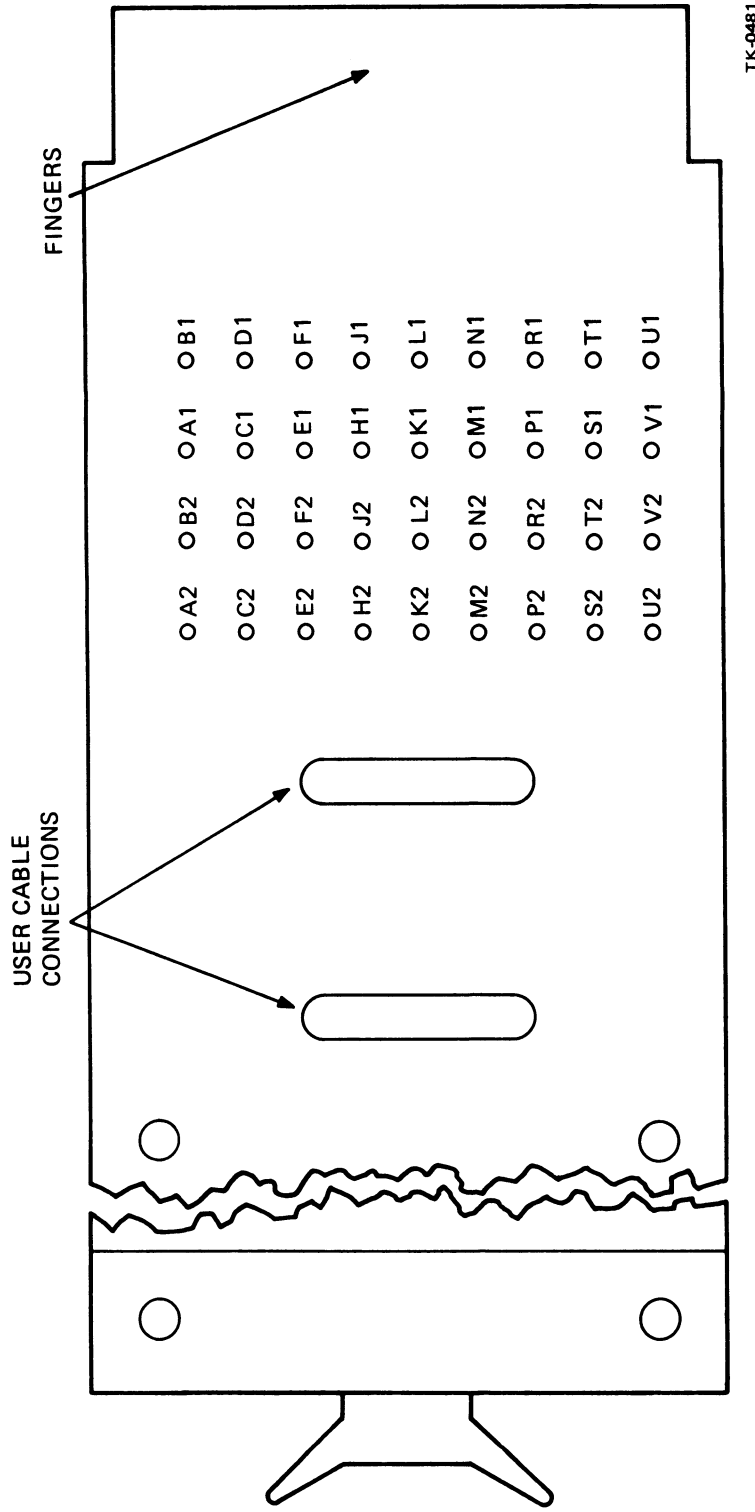 USER CABLE
CONNECTIONS
FINGERS
A2 B2 A1 B1
C2 D2 C1 D1
E2 F2 E1 F1
H2 J2 H1 J1
K2 L2 K1 L1
M2 N2 M1 N1
P2 R2 P1 R1
S2 T2 S1 T1
U2 V2 V1 U1
TK-0481